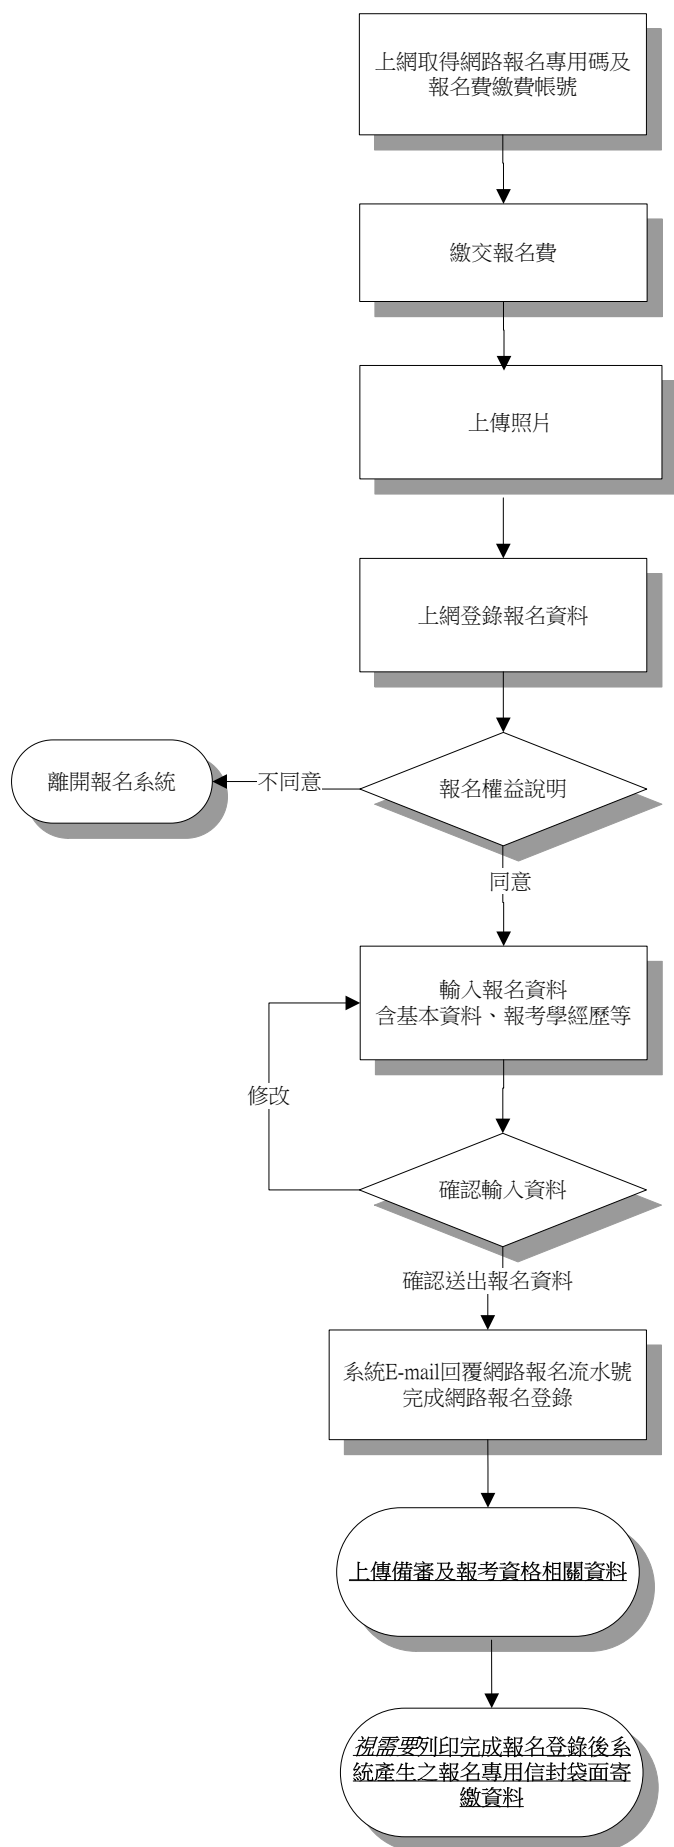 上網取得網路報名專用碼及
報名費繳費帳號
繳交報名費
上傳照片
上網登錄報名資料
離開報名系統
不同意
報名權益說明
同意
輸入報名資料
含基本資料、報考學經歷等
修改
確認輸入資料
確認送出報名資料
系統E-mail回覆網路報名流水號
完成網路報名登錄
上傳備審及報考資格相關資料
視需要列印完成報名登錄後系
統產生之報名專用信封袋面寄
繳資料